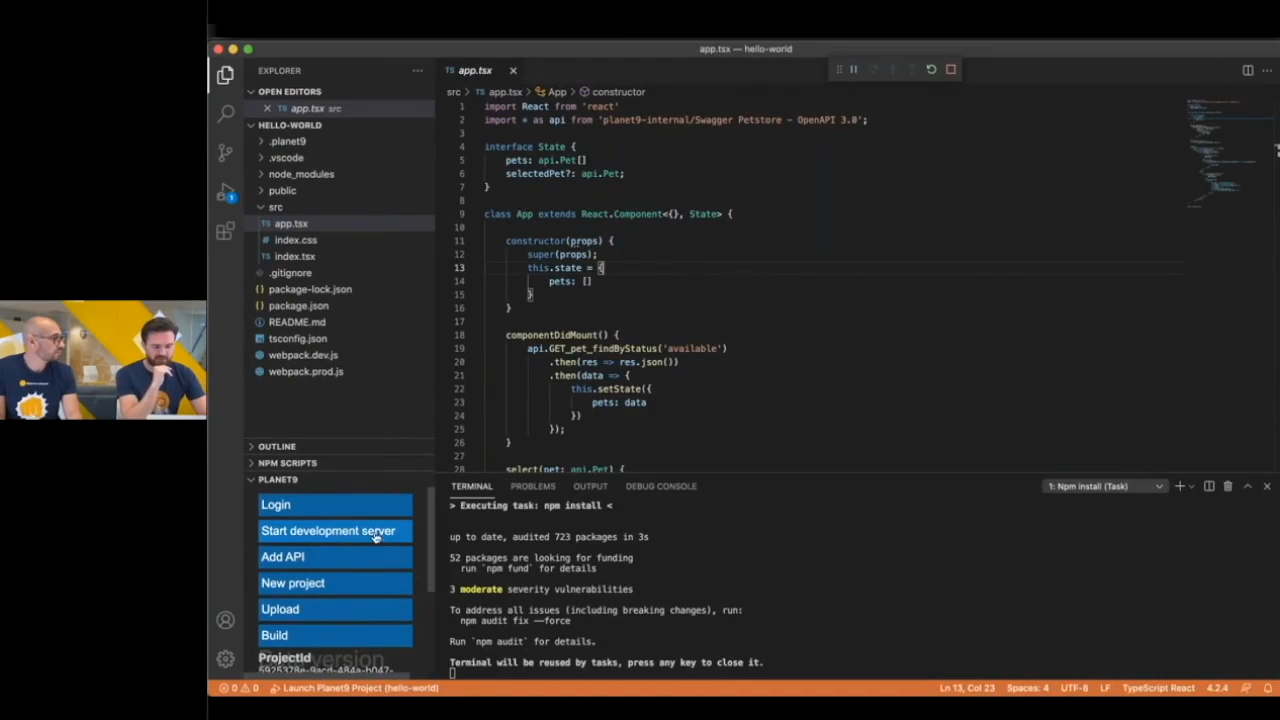 app.tsx — hello-world
EXPLORER
OPEN EDITORS
app.tsx src
HELLO-WORLD
.planet9
.vscode
node_modules
public
src
TS app.tsx
index.css
TS index.tsx
.gitignore
package-lock.json
package.json
README.md
tsconfig.json
webpack.dev.js
webpack.prod.js
OUTLINE
NPM SCRIPTS
PLANET9
Login
Start development server
Add API
New project
Upload
Build
ProjectId
5925378e-9acd-484a-b047-
TS app.tsx
src > TS app.tsx > App > constructor
1 import React from 'react'
2 import * as api from 'planet9-internal/Swagger Petstore - OpenAPI 3.0';
3
4 interface State {
5 pets: api.Pet[]
6 selectedPet?: api.Pet;
7 }
8
9 class App extends React.Component<{}, State> {
10
11 constructor(props) {
12 super(props);
13 this.state = {
14 pets: []
15 }
16 }
17
18 componentDidMount() {
19 api.GET_pet_findByStatus('available')
20 .then(res => res.json())
21 .then(data => {
22 this.setState({
23 pets: data
24 })
25 });
26 }
27
28 select(pet: api.Pet) {
TERMINAL PROBLEMS OUTPUT DEBUG CONSOLE 1: Npm install (Task)
> Executing task: npm install <
up to date, audited 723 packages in 3s
52 packages are looking for funding
run `npm fund` for details
3 moderate severity vulnerabilities
To address all issues (including breaking changes), run:
npm audit fix --force
Run `npm audit` for details.
Terminal will be reused by tasks, press any key to close it.
0 0 Launch Planet9 Project (hello-world) Ln 13, Col 23 Spaces: 4 UTF-8 LF TypeScript React 4.2.4